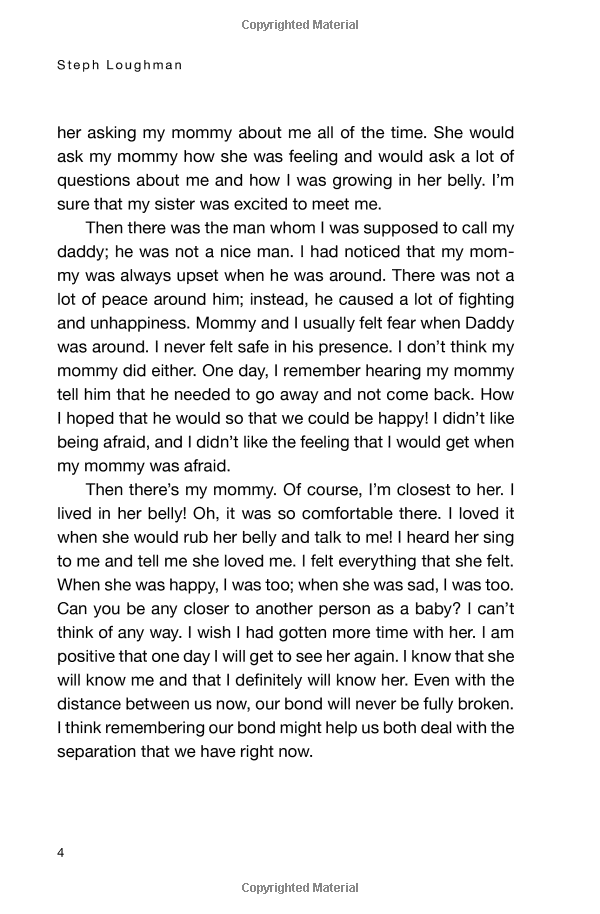 Copyrighted Material
Steph Loughman
her asking my mommy about me all of the time. She would
ask my mommy how she was feeling and would ask a lot of
questions about me and how I was growing in her belly. I’m
sure that my sister was excited to meet me.
Then there was the man whom I was supposed to call my
daddy; he was not a nice man. I had noticed that my mom-
my was always upset when he was around. There was not a
lot of peace around him; instead, he caused a lot of fighting
and unhappiness. Mommy and I usually felt fear when Daddy
was around. I never felt safe in his presence. I don’t think my
mommy did either. One day, I remember hearing my mommy
tell him that he needed to go away and not come back. How
I hoped that he would so that we could be happy! I didn’t like
being afraid, and I didn’t like the feeling that I would get when
my mommy was afraid.
Then there’s my mommy. Of course, I’m closest to her. I
lived in her belly! Oh, it was so comfortable there. I loved it
when she would rub her belly and talk to me! I heard her sing
to me and tell me she loved me. I felt everything that she felt.
When she was happy, I was too; when she was sad, I was too.
Can you be any closer to another person as a baby? I can’t
think of any way. I wish I had gotten more time with her. I am
positive that one day I will get to see her again. I know that she
will know me and that I definitely will know her. Even with the
distance between us now, our bond will never be fully broken.
I think remembering our bond might help us both deal with the
separation that we have right now.
4
Copyrighted Material